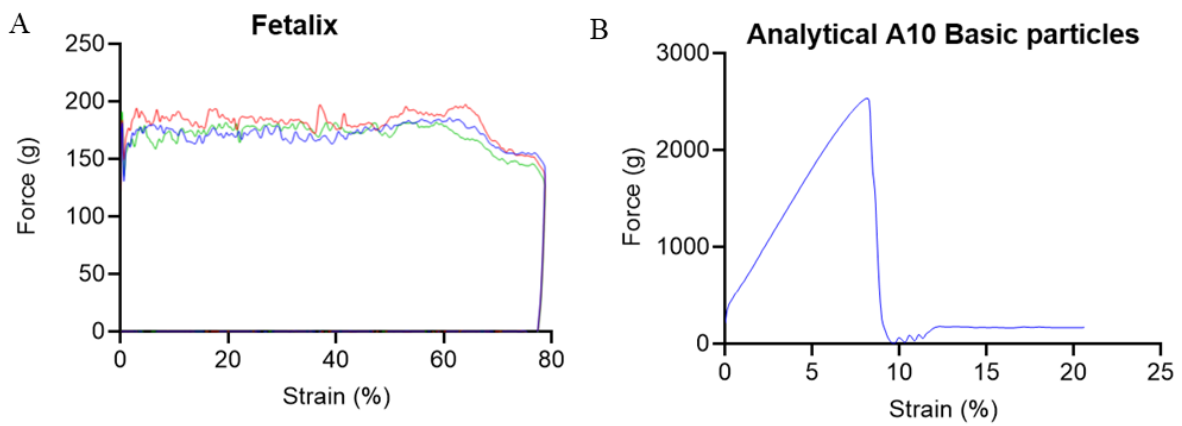 A
Fetalix
250
200
150
100
50
0
Force (g)
0 20 40 60 80
Strain (%)
B
Analytical A10 Basic particles
3000
2000
1000
0
Force (g)
0 5 10 15 20 25
Strain (%)